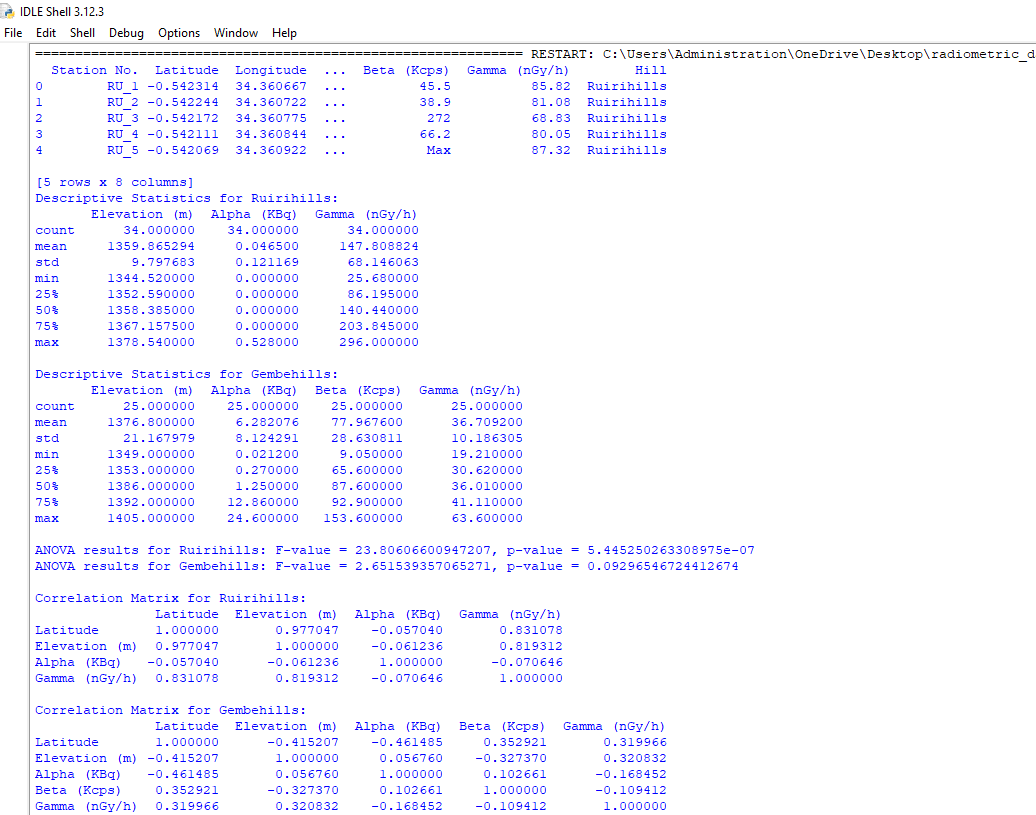 IDLE Shell 3.12.3
File Edit Shell Debug Options Window Help
============================================================= RESTART: C:\Users\Administration\OneDrive\Desktop\radiometric_d
Station No. Latitude Longitude ... Beta (Kcps) Gamma (nGy/h) Hill
0 RU_1 -0.542314 34.360667 ... 45.5 85.82 Ruirihills
1 RU_2 -0.542244 34.360722 ... 38.9 81.08 Ruirihills
2 RU_3 -0.542172 34.360775 ... 272 68.83 Ruirihills
3 RU_4 -0.542111 34.360844 ... 66.2 80.05 Ruirihills
4 RU_5 -0.542069 34.360922 ... Max 87.32 Ruirihills
[5 rows x 8 columns]
Descriptive Statistics for Ruirihills:
Elevation (m) Alpha (KBq) Gamma (nGy/h)
count 34.000000 34.000000 34.000000
mean 1359.865294 0.046500 147.808824
std 9.797683 0.121169 68.146063
min 1344.520000 0.000000 25.680000
25% 1352.590000 0.000000 86.195000
50% 1358.385000 0.000000 140.440000
75% 1367.157500 0.000000 203.845000
max 1378.540000 0.528000 296.000000
Descriptive Statistics for Gembehills:
Elevation (m) Alpha (KBq) Beta (Kcps) Gamma (nGy/h)
count 25.000000 25.000000 25.000000 25.000000
mean 1376.800000 6.282076 77.967600 36.709200
std 21.167979 8.124291 28.630811 10.186305
min 1349.000000 0.021200 9.050000 19.210000
25% 1353.000000 0.270000 65.600000 30.620000
50% 1386.000000 1.250000 87.600000 36.010000
75% 1392.000000 12.860000 92.900000 41.110000
max 1405.000000 24.600000 153.600000 63.600000
ANOVA results for Ruirihills: F-value = 23.80606600947207, p-value = 5.445250263308975e-07
ANOVA results for Gembehills: F-value = 2.651539357065271, p-value = 0.09296546724412674
Correlation Matrix for Ruirihills:
Latitude Elevation (m) Alpha (KBq) Gamma (nGy/h)
Latitude 1.000000 0.977047 -0.057040 0.831078
Elevation (m) 0.977047 1.000000 -0.061236 0.819312
Alpha (KBq) -0.057040 -0.061236 1.000000 -0.070646
Gamma (nGy/h) 0.831078 0.819312 -0.070646 1.000000
Correlation Matrix for Gembehills:
Latitude Elevation (m) Alpha (KBq) Beta (Kcps) Gamma (nGy/h)
Latitude 1.000000 -0.415207 -0.461485 0.352921 0.319966
Elevation (m) -0.415207 1.000000 0.056760 -0.327370 0.320832
Alpha (KBq) -0.461485 0.056760 1.000000 0.102661 -0.168452
Beta (Kcps) 0.352921 -0.327370 0.102661 1.000000 -0.109412
Gamma (nGy/h) 0.319966 0.320832 -0.168452 -0.109412 1.000000